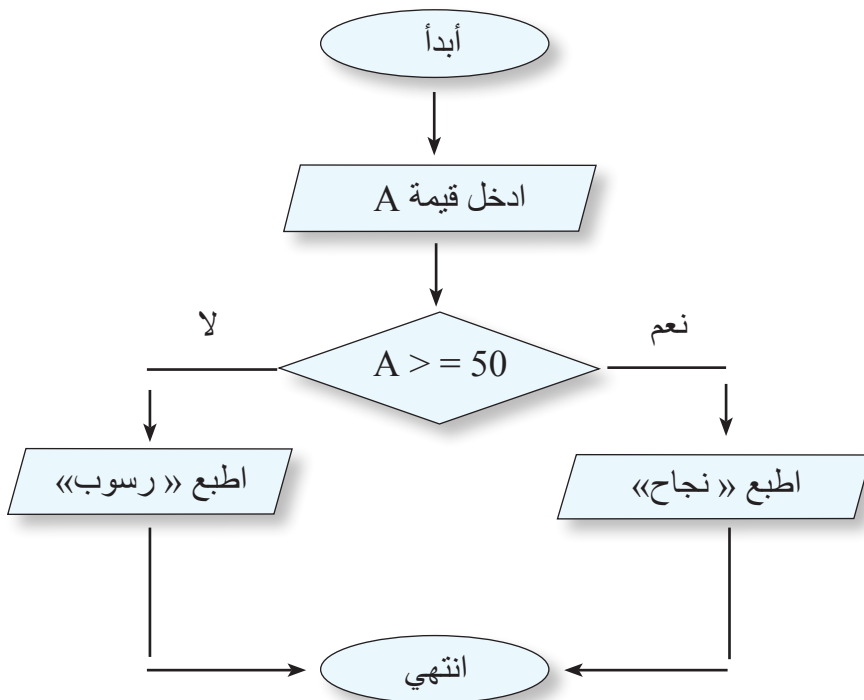 أبدأ
ادخل قيمة A
نعم
لا
A > = 50
اطبع « نجاح»
اطبع « رسوب»
انتهي